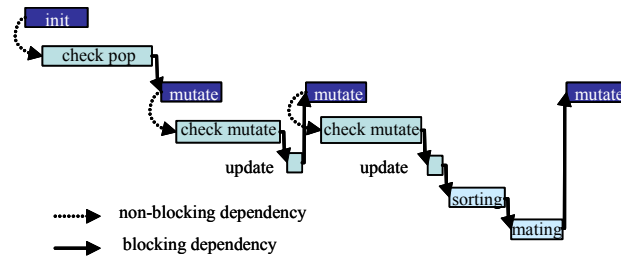 init
check pop
mutate
mutate
mutate
check mutate
check mutate
update
update
sorting
mating
non-blocking dependency
blocking dependency